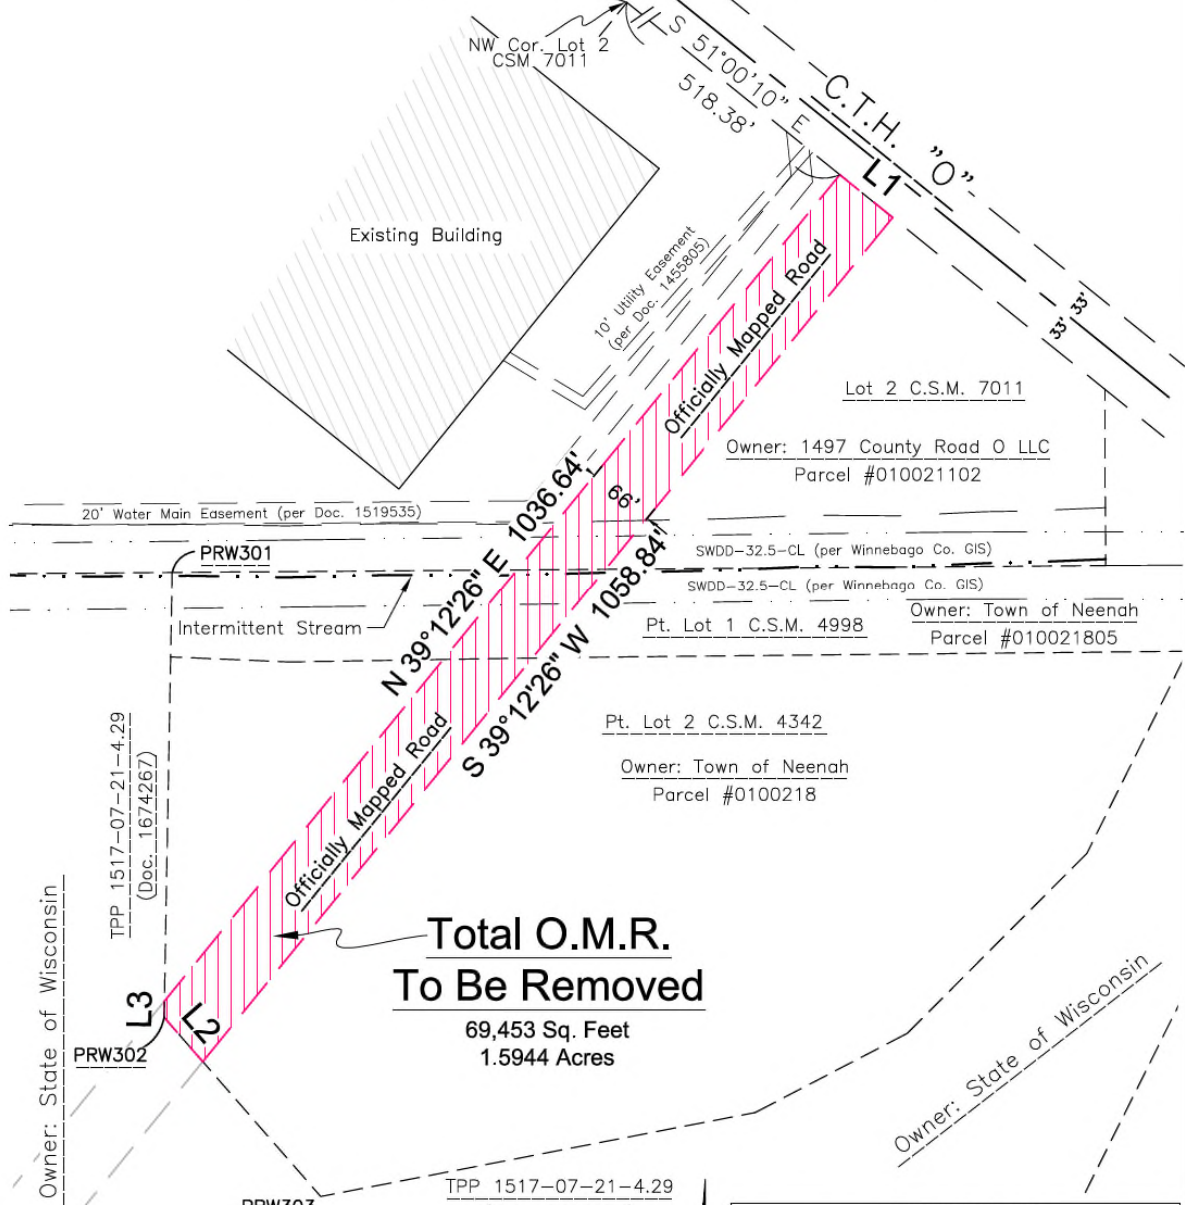 NW Cor. Lot 2
CSM 7011
S 51°00'10" E
518.38'
C.T.H. "O"
L1
Existing Building
10' Utility Easement
(per Doc. 1455805)
Officially Mapped Road
33' 33'
Lot 2 C.S.M. 7011
Owner: 1497 County Road O LLC
Parcel #010021102
20' Water Main Easement (per Doc. 1519535)
N 39°12'26" E 1036.64'
66'
PRW301
SWDD-32.5-CL (per Winnebago Co. GIS)
SWDD-32.5-CL (per Winnebago Co. GIS)
Intermittent Stream
S 39°12'26" W 1058.84'
Pt. Lot 1 C.S.M. 4998
Owner: Town of Neenah
Parcel #010021805
Pt. Lot 2 C.S.M. 4342
Owner: Town of Neenah
Parcel #0100218
TPP 1517-07-21-4.29
(Doc. 1674267)
Officially Mapped Road
Total O.M.R.
To Be Removed
69,453 Sq. Feet
1.5944 Acres
L3
L2
PRW302
Owner: State of Wisconsin
Owner: State of Wisconsin
TPP 1517-07-21-4.29
PRW303